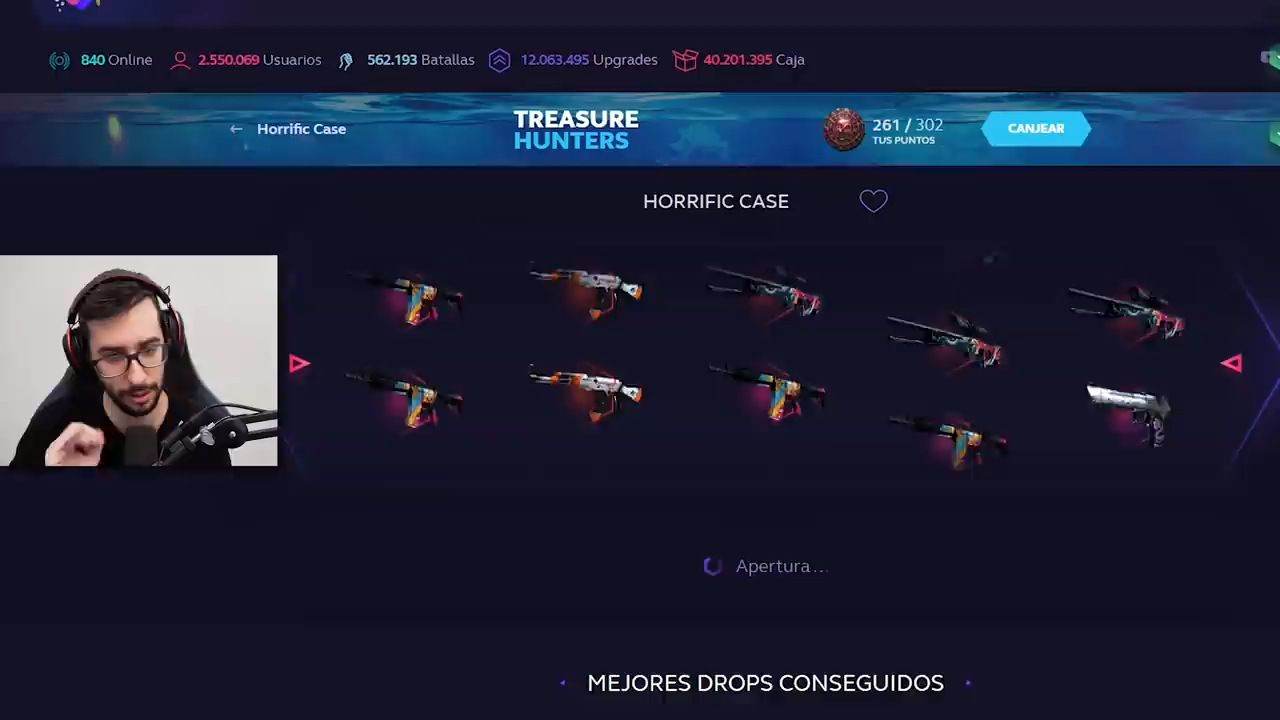 840 Online 2.550.069 Usuarios 562.193 Batallas 12.063.495 Upgrades 40.201.395 Caja
← Horrific Case
TREASURE
HUNTERS
261 / 302
TUS PUNTOS
CANJEAR
HORRIFIC CASE
Apertura...
MEJORES DROPS CONSEGUIDOS